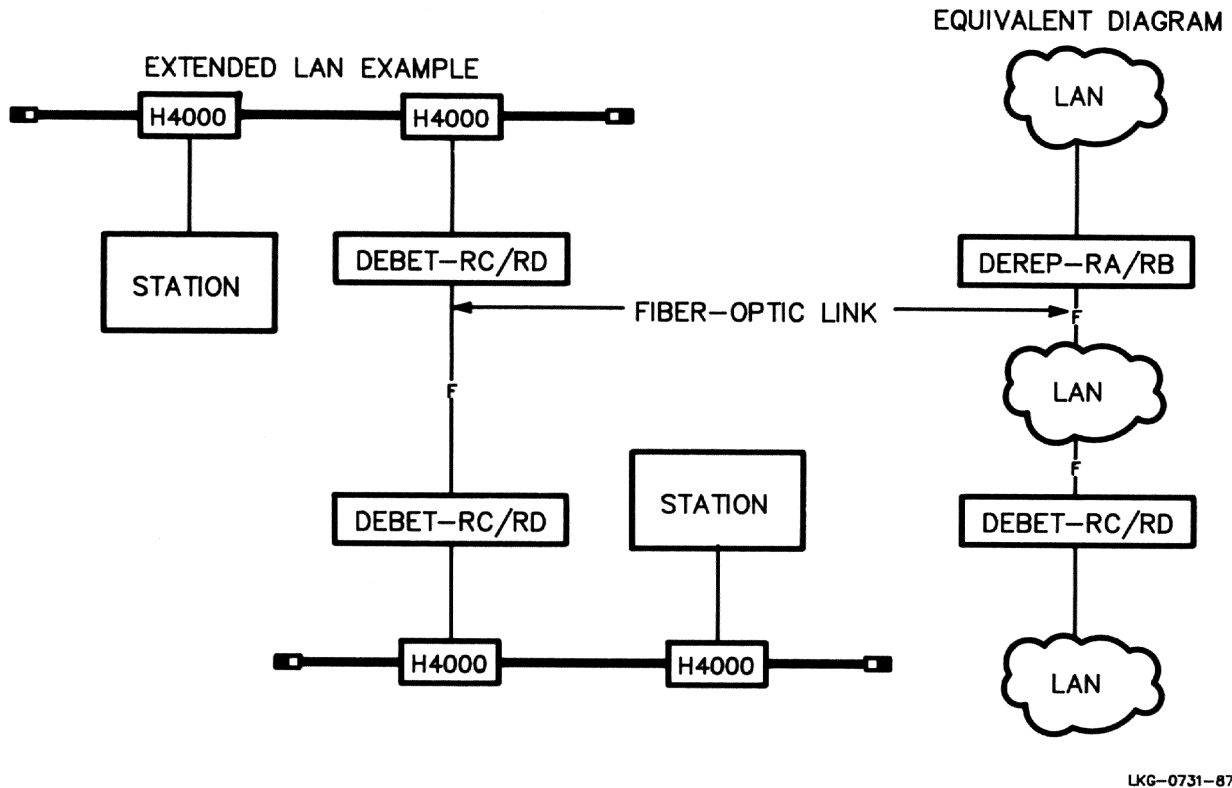 EQUIVALENT DIAGRAM
EXTENDED LAN EXAMPLE
LAN
H4000
H4000
STATION
DEBET-RC/RD
DEREP-RA/RB
FIBER-OPTIC LINK
F
F
LAN
F
STATION
DEBET-RC/RD
DEBET-RC/RD
H4000
H4000
LAN
LKG-0731-87